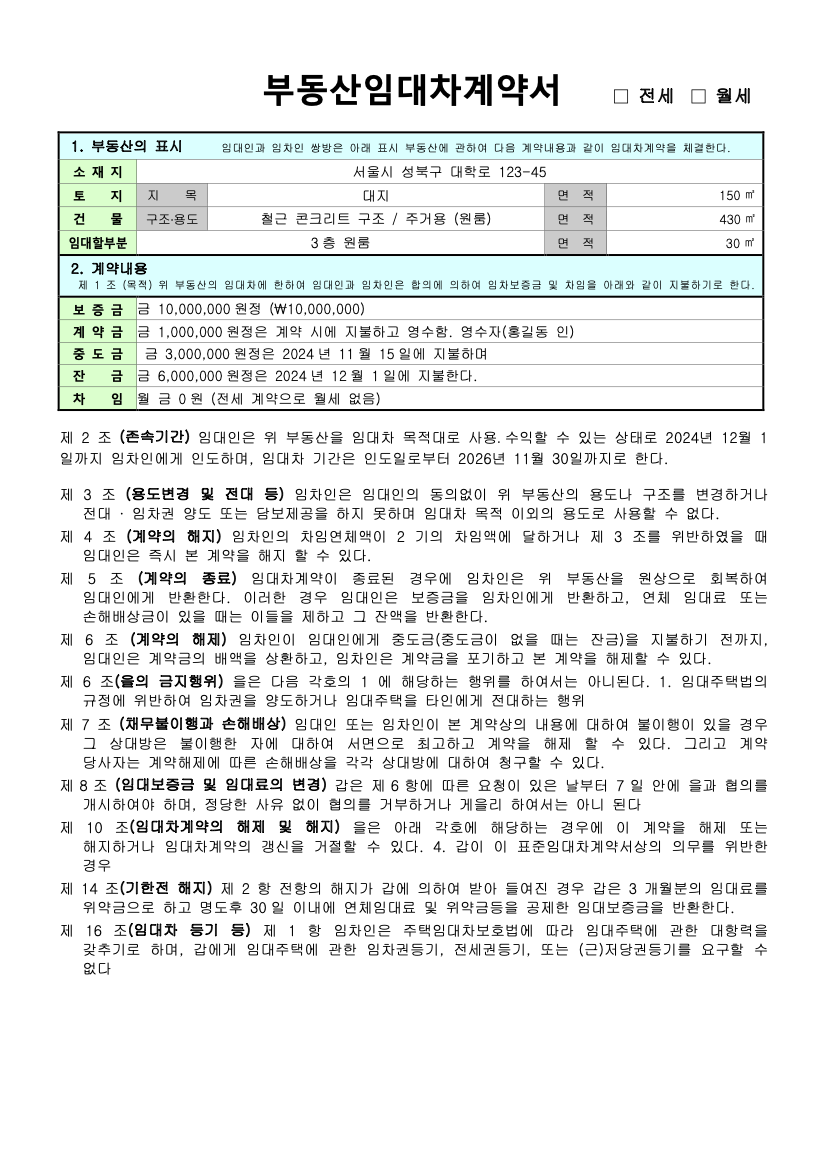 부동산임대차계약서 □ 전세 □ 월세
1. 부동산의 표시 임대인과 임차인 쌍방은 아래 표시 부동산에 관하여 다음 계약내용과 같이 임대차계약을 체결한다.
소 재 지 서울시 성북구 대학로 123-45
토 지 지 목 대지 면 적 150 ㎡
건 물 구조·용도 철근 콘크리트 구조 / 주거용 (원룸) 면 적 430 ㎡
임대할부분 3 층 원룸 면 적 30 ㎡
2. 계약내용
제 1 조 (목적) 위 부동산의 임대차에 한하여 임대인과 임차인은 합의에 의하여 임차보증금 및 차임을 아래와 같이 지불하기로 한다.
보 증 금 금 10,000,000 원정 (₩10,000,000)
계 약 금 금 1,000,000 원정은 계약 시에 지불하고 영수함. 영수자(홍길동 인)
중 도 금 금 3,000,000 원정은 2024 년 11 월 15 일에 지불하며
잔 금 금 6,000,000 원정은 2024 년 12 월 1 일에 지불한다.
차 임 월 금 0 원 (전세 계약으로 월세 없음)
제 2 조 (존속기간) 임대인은 위 부동산을 임대차 목적대로 사용.수익할 수 있는 상태로 2024년 12월 1
일까지 임차인에게 인도하며, 임대차 기간은 인도일로부터 2026년 11월 30일까지로 한다.
제 3 조 (용도변경 및 전대 등) 임차인은 임대인의 동의없이 위 부동산의 용도나 구조를 변경하거나
전대 · 임차권 양도 또는 담보제공을 하지 못하며 임대차 목적 이외의 용도로 사용할 수 없다.
제 4 조 (계약의 해지) 임차인의 차임연체액이 2 기의 차임액에 달하거나 제 3 조를 위반하였을 때
임대인은 즉시 본 계약을 해지 할 수 있다.
제 5 조 (계약의 종료) 임대차계약이 종료된 경우에 임차인은 위 부동산을 원상으로 회복하여
임대인에게 반환한다. 이러한 경우 임대인은 보증금을 임차인에게 반환하고, 연체 임대료 또는
손해배상금이 있을 때는 이들을 제하고 그 잔액을 반환한다.
제 6 조 (계약의 해제) 임차인이 임대인에게 중도금(중도금이 없을 때는 잔금)을 지불하기 전까지,
임대인은 계약금의 배액을 상환하고, 임차인은 계약금을 포기하고 본 계약을 해제할 수 있다.
제 6 조(을의 금지행위) 을은 다음 각호의 1 에 해당하는 행위를 하여서는 아니된다. 1. 임대주택법의
규정에 위반하여 임차권을 양도하거나 임대주택을 타인에게 전대하는 행위
제 7 조 (채무불이행과 손해배상) 임대인 또는 임차인이 본 계약상의 내용에 대하여 불이행이 있을 경우
그 상대방은 불이행한 자에 대하여 서면으로 최고하고 계약을 해제 할 수 있다. 그리고 계약
당사자는 계약해제에 따른 손해배상을 각각 상대방에 대하여 청구할 수 있다.
제 8 조 (임대보증금 및 임대료의 변경) 갑은 제 6 항에 따른 요청이 있은 날부터 7 일 안에 을과 협의를
개시하여야 하며, 정당한 사유 없이 협의를 거부하거나 게을리 하여서는 아니 된다
제 10 조(임대차계약의 해제 및 해지) 을은 아래 각호에 해당하는 경우에 이 계약을 해제 또는
해지하거나 임대차계약의 갱신을 거절할 수 있다. 4. 갑이 이 표준임대차계약서상의 의무를 위반한
경우
제 14 조(기한전 해지) 제 2 항 전항의 해지가 갑에 의하여 받아 들여진 경우 갑은 3 개월분의 임대료를
위약금으로 하고 명도후 30 일 이내에 연체임대료 및 위약금등을 공제한 임대보증금을 반환한다.
제 16 조(임대차 등기 등) 제 1 항 임차인은 주택임대차보호법에 따라 임대주택에 관한 대항력을
갖추기로 하며, 갑에게 임대주택에 관한 임차권등기, 전세권등기, 또는 (근)저당권등기를 요구할 수
없다